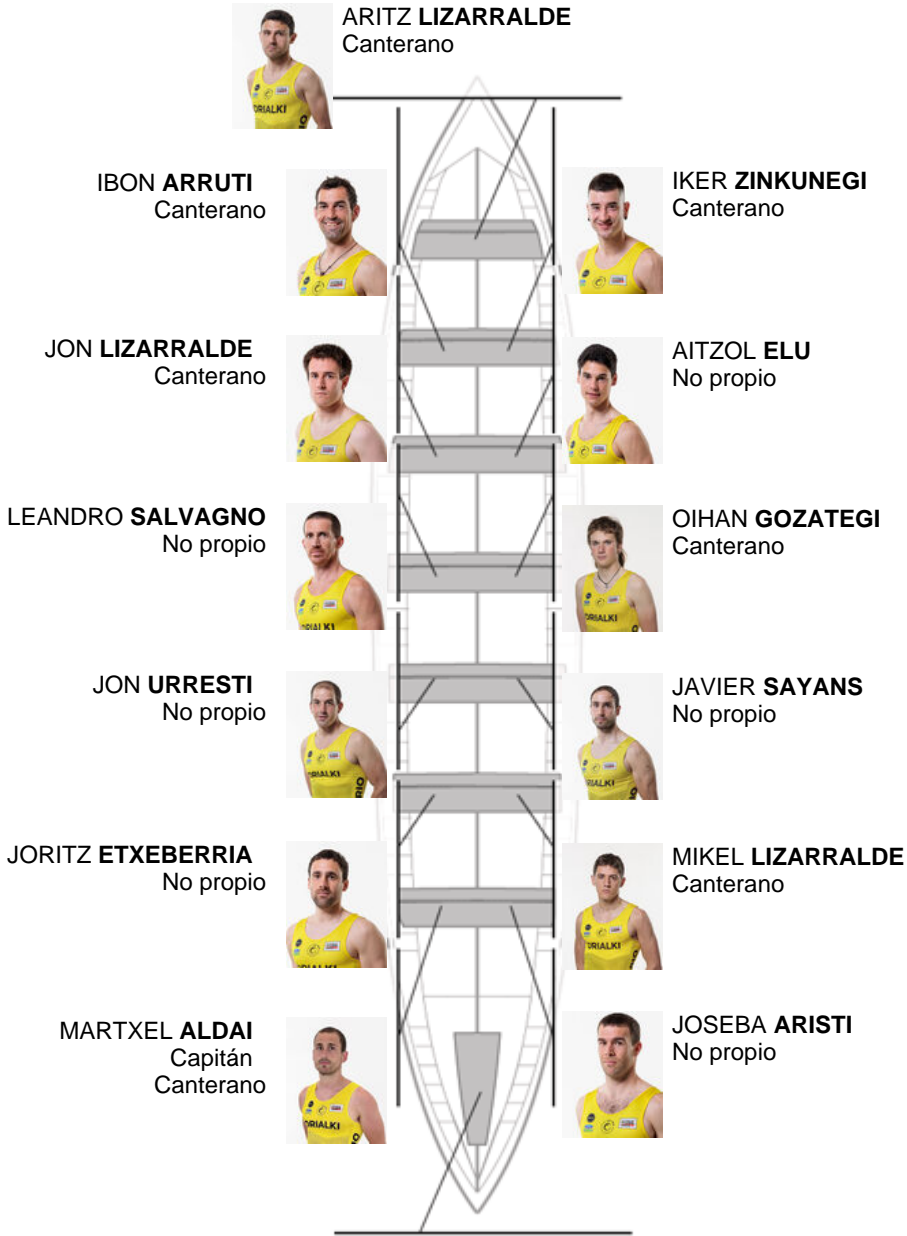 ARITZ LIZARRALDE
Canterano
IBON ARRUTI
Canterano
IKER ZINKUNEGI
Canterano
JON LIZARRALDE
Canterano
AITZOL ELU
No propio
LEANDRO SALVAGNO
No propio
OIHAN GOZATEGI
Canterano
JON URRESTI
No propio
JAVIER SAYANS
No propio
JORITZ ETXEBERRIA
No propio
MIKEL LIZARRALDE
Canterano
MARTXEL ALDAI
Capitán
Canterano
JOSEBA ARISTI
No propio